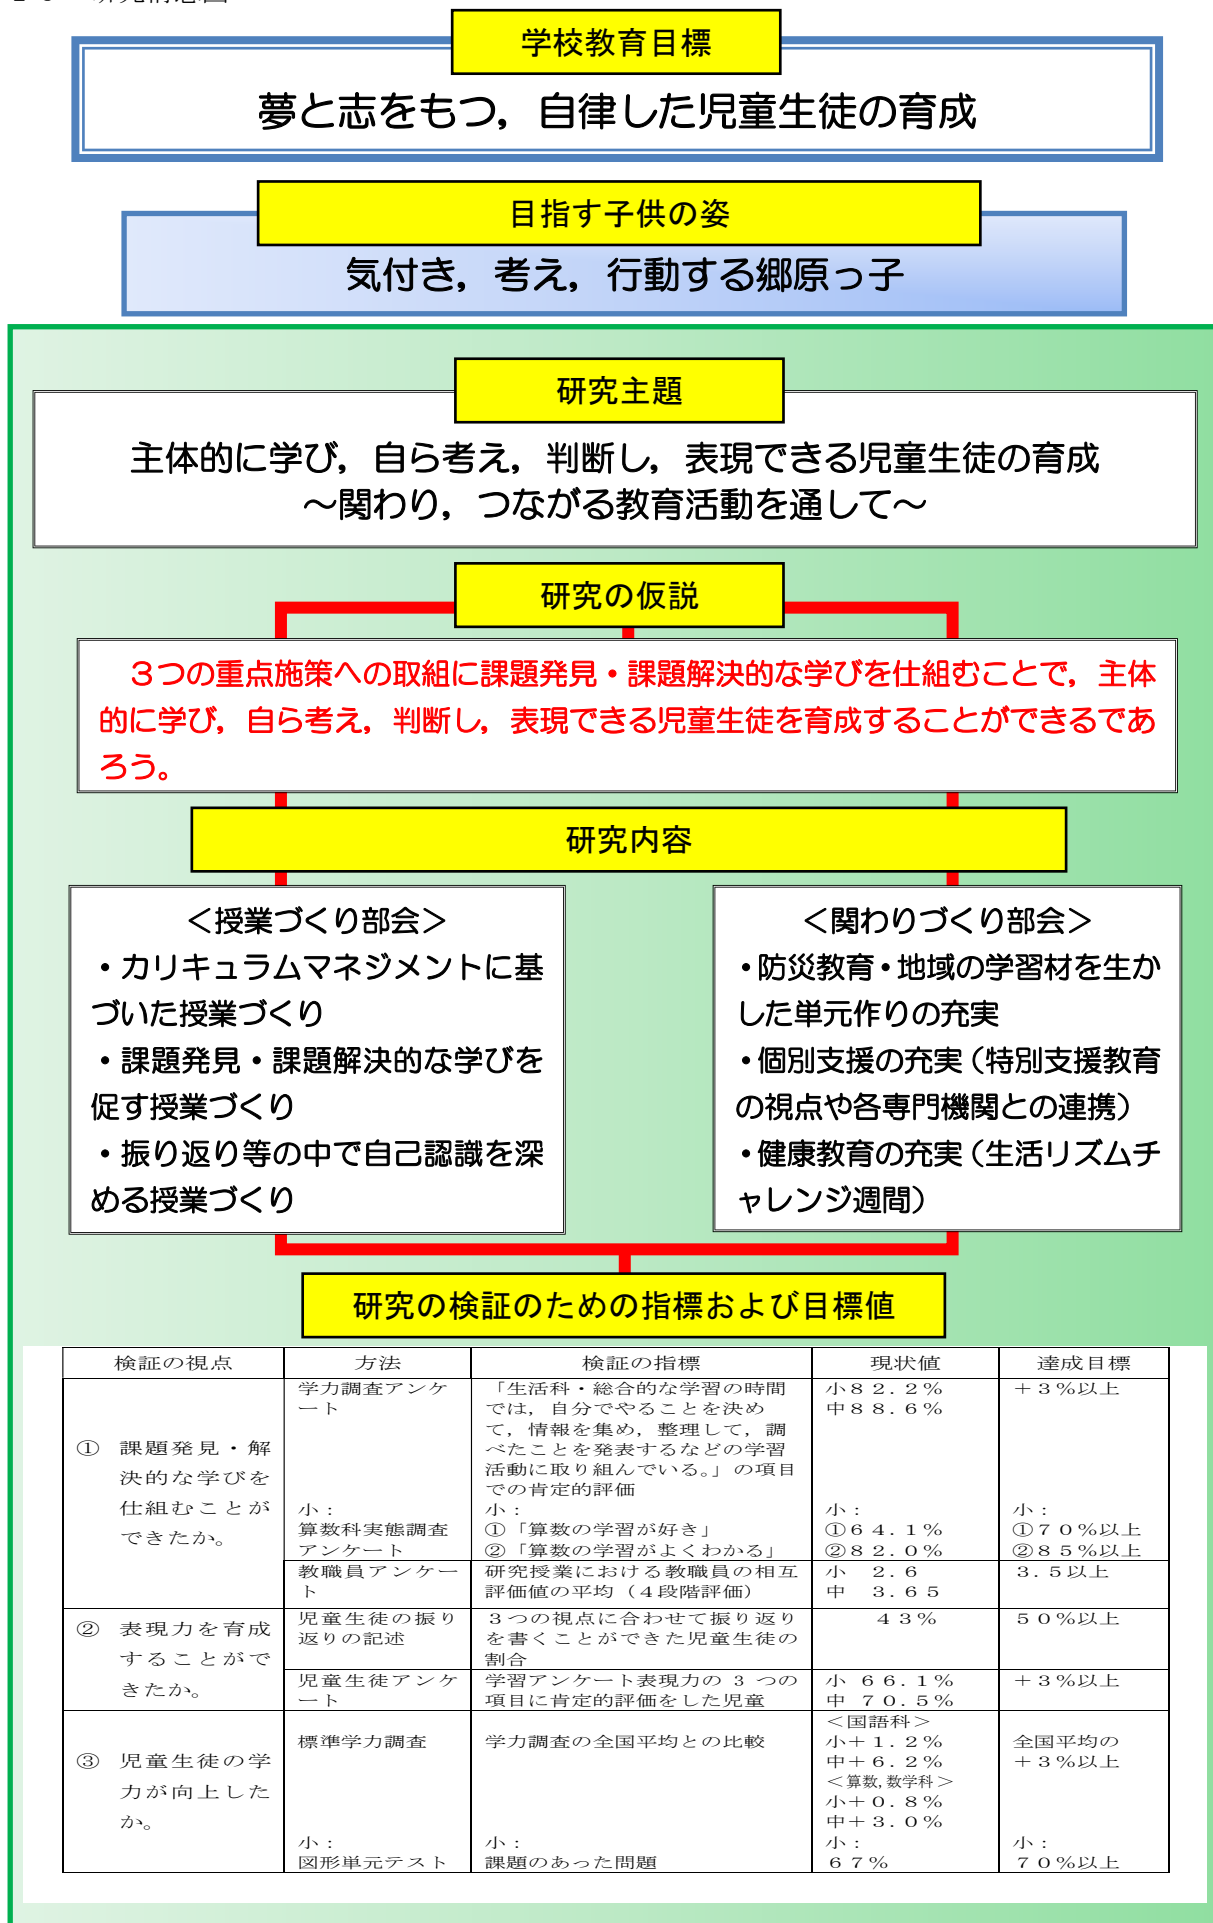 学校教育目標
夢と志をもつ，自律した児童生徒の育成
目指す子供の姿
気付き，考え，行動する郷原っ子
研究主題
主体的に学び，自ら考え，判断し，表現できる児童生徒の育成
～関わり，つながる教育活動を通して～
研究の仮説
３つの重点施策への取組に課題発見・課題解決的な学びを仕組むことで，主体
的に学び，自ら考え，判断し，表現できる児童生徒を育成することができるであ
ろう。
研究内容
＜授業づくり部会＞
・カリキュラムマネジメントに基
づいた授業づくり
・課題発見・課題解決的な学びを
促す授業づくり
・振り返り等の中で自己認識を深
める授業づくり
＜関わりづくり部会＞
・防災教育・地域の学習材を生か
した単元作りの充実
・個別支援の充実（特別支援教育
の視点や各専門機関との連携）
・健康教育の充実（生活リズムチ
ャレンジ週間）
研究の検証のための指標および目標値
検証の視点 方法 検証の指標 現状値 達成目標
① 課題発見・解
決的な学びを
仕組むことが
できたか。
学力調査アンケ
ート
「生活科・総合的な学習の時間
では，自分でやることを決め
て，情報を集め，整理して，調
べたことを発表するなどの学習
活動に取り組んでいる。」の項目
での肯定的評価
小８２.２％
中８８.６％
＋３％以上
小：
算数科実態調査
アンケート
小：
①「算数の学習が好き」
②「算数の学習がよくわかる」
小：
①６４.１％
②８２.０％
小：
①７０％以上
②８５％以上
教職員アンケー
ト
研究授業における教職員の相互
評価値の平均（４段階評価）
小 2.6
中 3.65
３.５以上
② 表現力を育成
することがで
きたか。
児童生徒の振り
返りの記述
３つの視点に合わせて振り返り
を書くことができた児童生徒の
割合
４３％
５０％以上
児童生徒アンケ
ート
学習アンケート表現力の 3 つの
項目に肯定的評価をした児童
小 ６６.１％
中 ７０.５％
＋３％以上
③ 児童生徒の学
力が向上した
か。
標準学力調査
学力調査の全国平均との比較
＜国語科＞
小＋１.２％
中＋６.２％
＜算数,数学科＞
小＋０.８％
中＋３.０％
全国平均の
＋３％以上
小：
図形単元テスト
小：
課題のあった問題
小：
６７％
小：
７０％以上